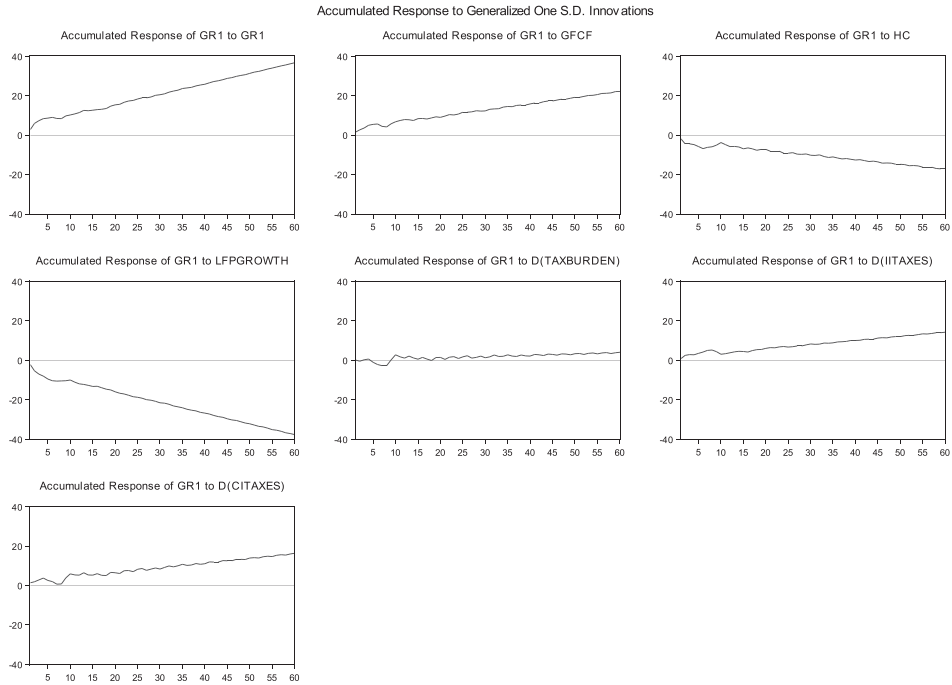 Accumulated Response to Generalized One S.D. Innovations
Accumulated Response of GR1 to GR1
40
20
0
-20
-40
5 10 15 20 25 30 35 40 45 50 55 60
Accumulated Response of GR1 to GFCF
40
20
0
-20
-40
5 10 15 20 25 30 35 40 45 50 55 60
Accumulated Response of GR1 to HC
40
20
0
-20
-40
5 10 15 20 25 30 35 40 45 50 55 60
Accumulated Response of GR1 to LFPGROWTH
40
20
0
-20
-40
5 10 15 20 25 30 35 40 45 50 55 60
Accumulated Response of GR1 to D(TAXBURDEN)
40
20
0
-20
-40
5 10 15 20 25 30 35 40 45 50 55 60
Accumulated Response of GR1 to D(IITAXES)
40
20
0
-20
-40
5 10 15 20 25 30 35 40 45 50 55 60
Accumulated Response of GR1 to D(CITAXES)
40
20
0
-20
-40
5 10 15 20 25 30 35 40 45 50 55 60